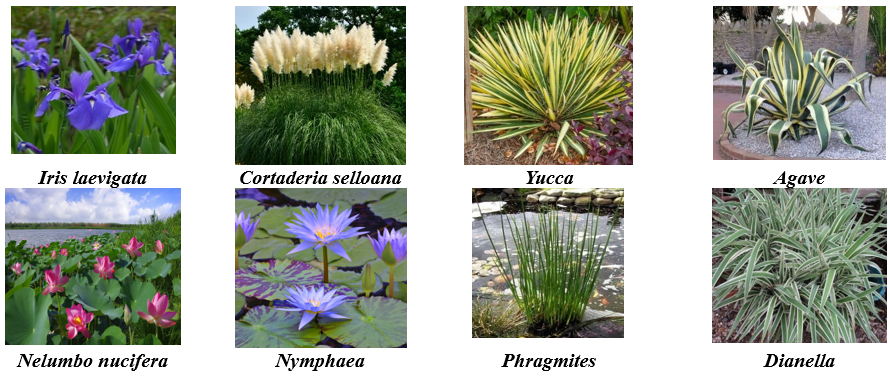 Iris laevigata
Cortaderia selloana
Yucca
Agave
Nelumbo nucifera
Nymphaea
Phragmites
Dianella